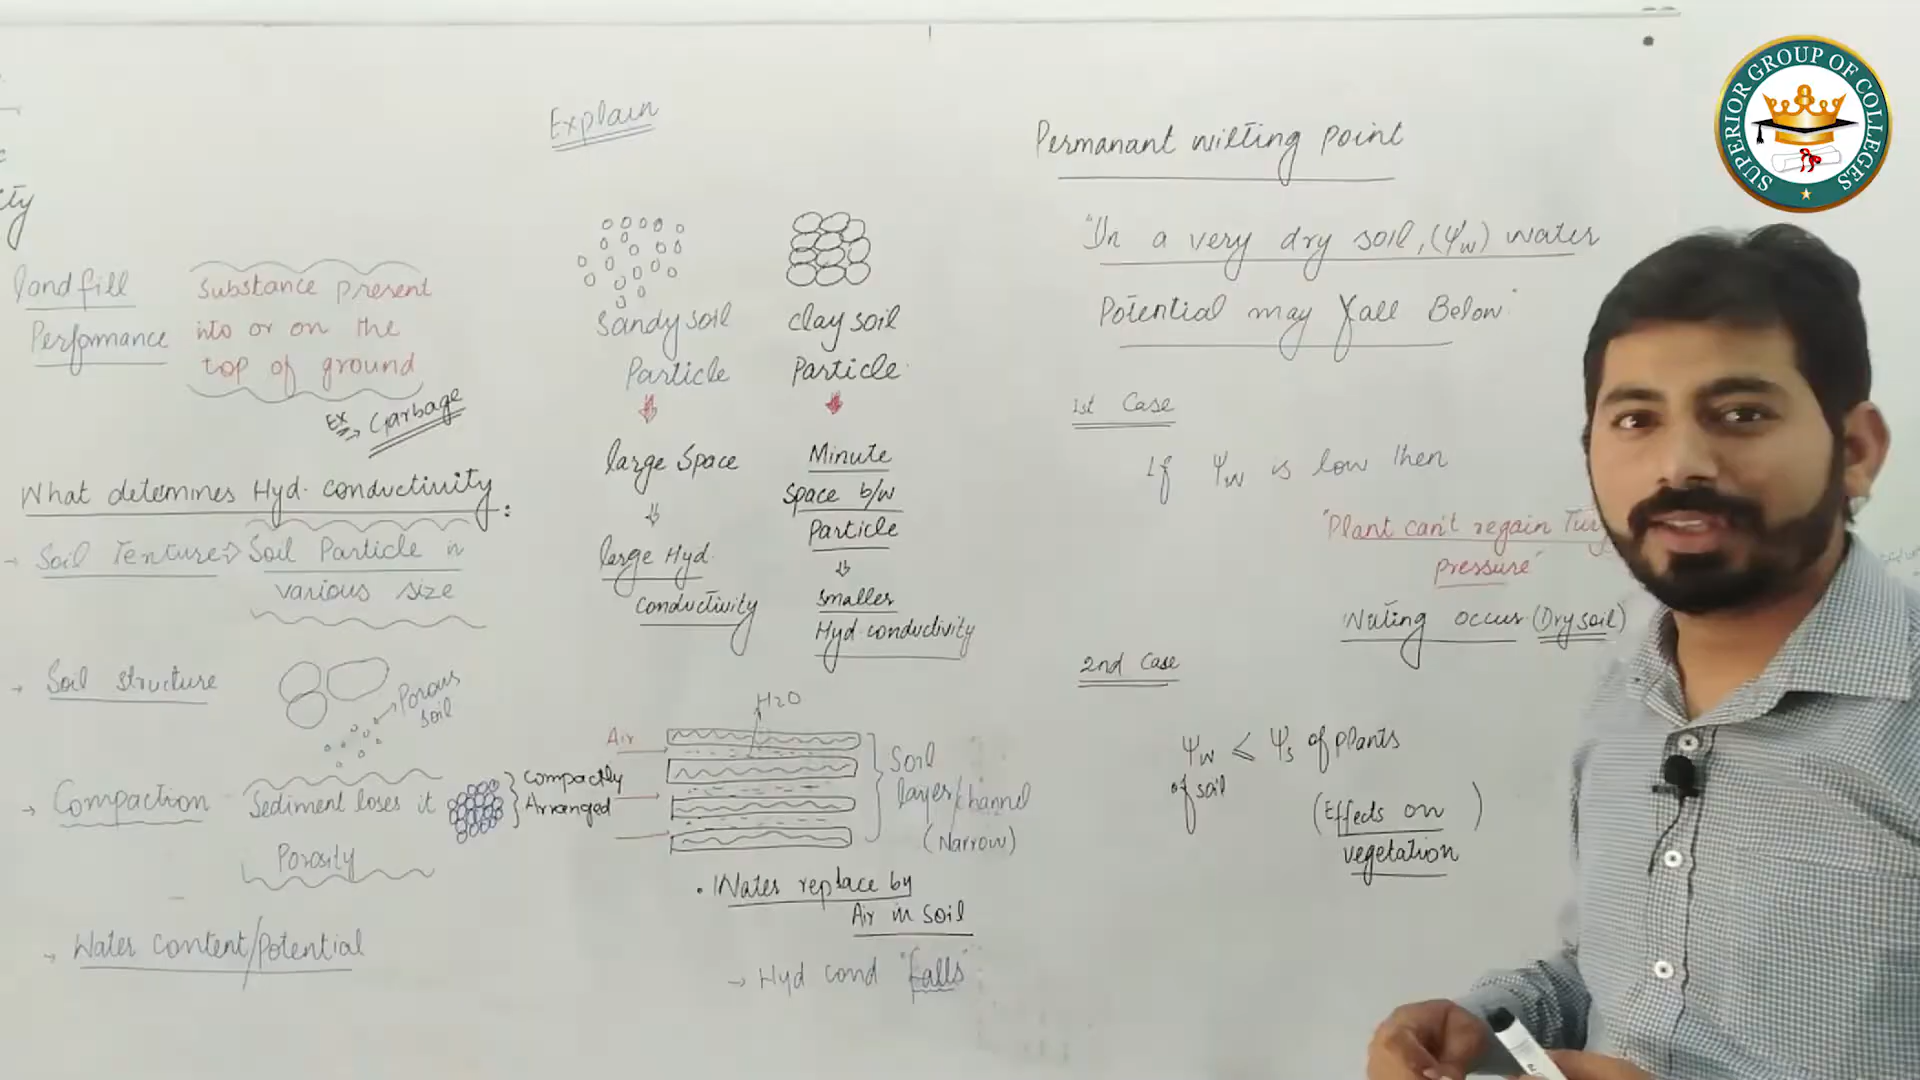 ity
landfill
Performance
Substance present
into or on the
top of ground
Ex
Garbage
What detemines Hyd. conductivity:
Soil Texture
Soil Particle in
various size
Soil structure
Porous
soil
Compaction
Sediment loses it
Porosity
Compactly
Arranged
Water content/Potential
Explain
Sandy soil
Particle
large Space
large Hyd.
conductivity
clay soil
Particle
Minute
Space b/w
Particle
smaller
Hyd. conductivity
H2O
Air
Soil
layer/channel
(Narrow)
Water replace by
Air in soil
Hyd cond "falls"
Permanant wilting point
"In a very dry soil, (Ψw) water
Potential may fall Below"
1st Case
If Ψw is low then
"Plant can't regain Tur
pressure"
Wilting occur (Dry soil)
2nd Case
Ψw ≤ Ψs of plants
of soil
(Effects on )
vegetation
SUPERIOR GROUP OF COLLEGES